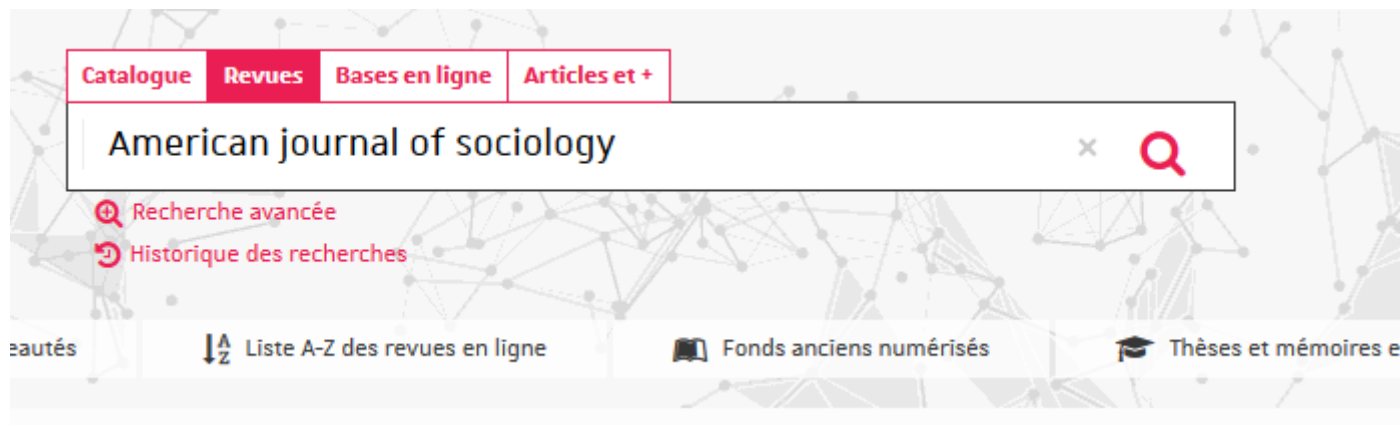 Catalogue Revues Bases en ligne Articles et +
American journal of sociology ×
Recherche avancée
Historique des recherches
eautés Liste A-Z des revues en ligne Fonds anciens numérisés Thèses et mémoires e